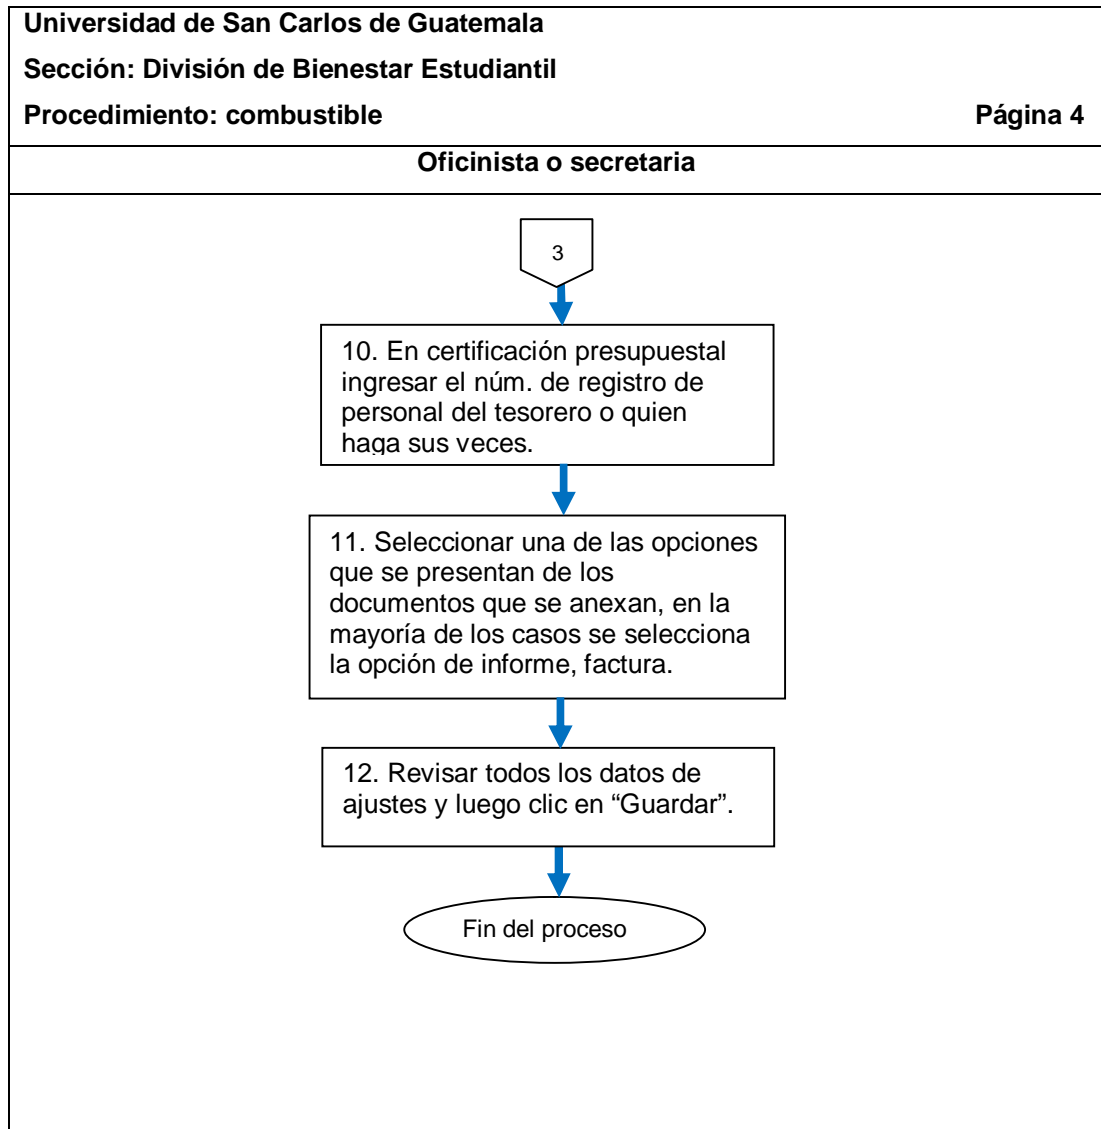 Universidad de San Carlos de Guatemala
Sección: División de Bienestar Estudiantil
Procedimiento: combustible Página 4
Oficinista o secretaria
3
10. En certificación presupuestal
ingresar el núm. de registro de
personal del tesorero o quien
haga sus veces.
11. Seleccionar una de las opciones
que se presentan de los
documentos que se anexan, en la
mayoría de los casos se selecciona
la opción de informe, factura.
12. Revisar todos los datos de
ajustes y luego clic en “Guardar”.
Fin del proceso